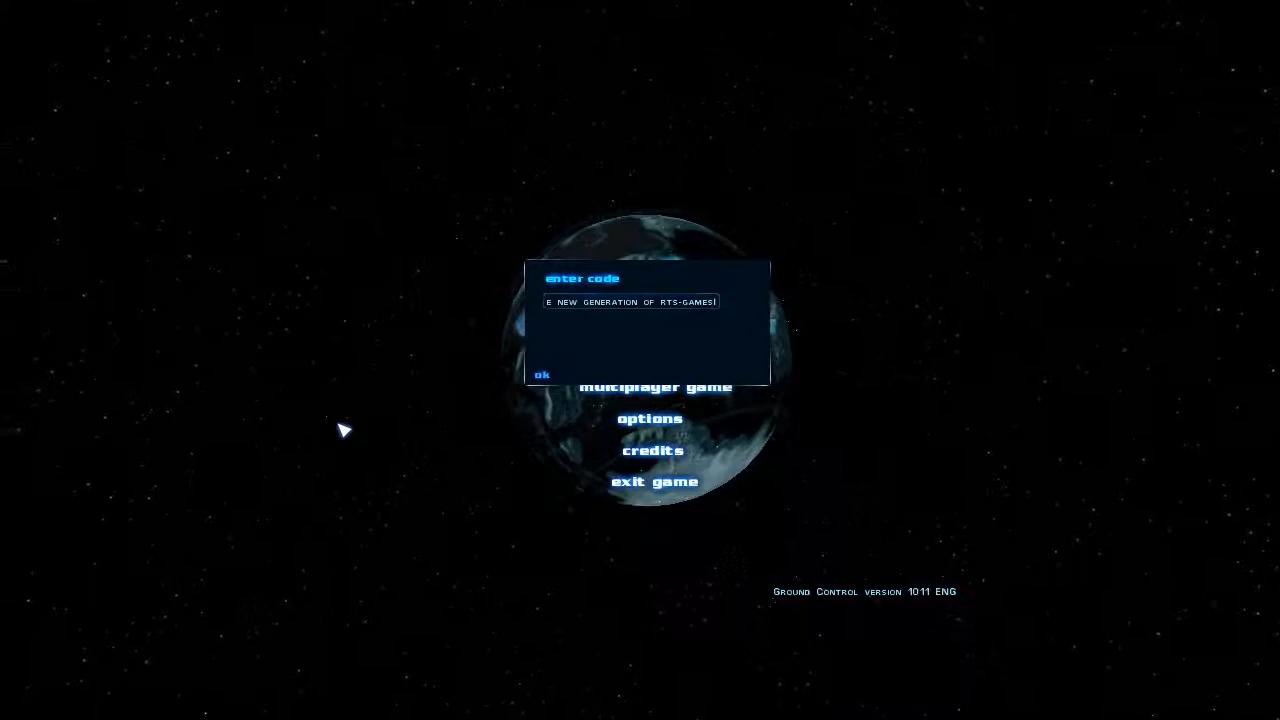 enter code
E NEW GENERATION OF RTS-GAMES
ok
multiplayer game
options
credits
exit game
Ground Control version 1011 ENG